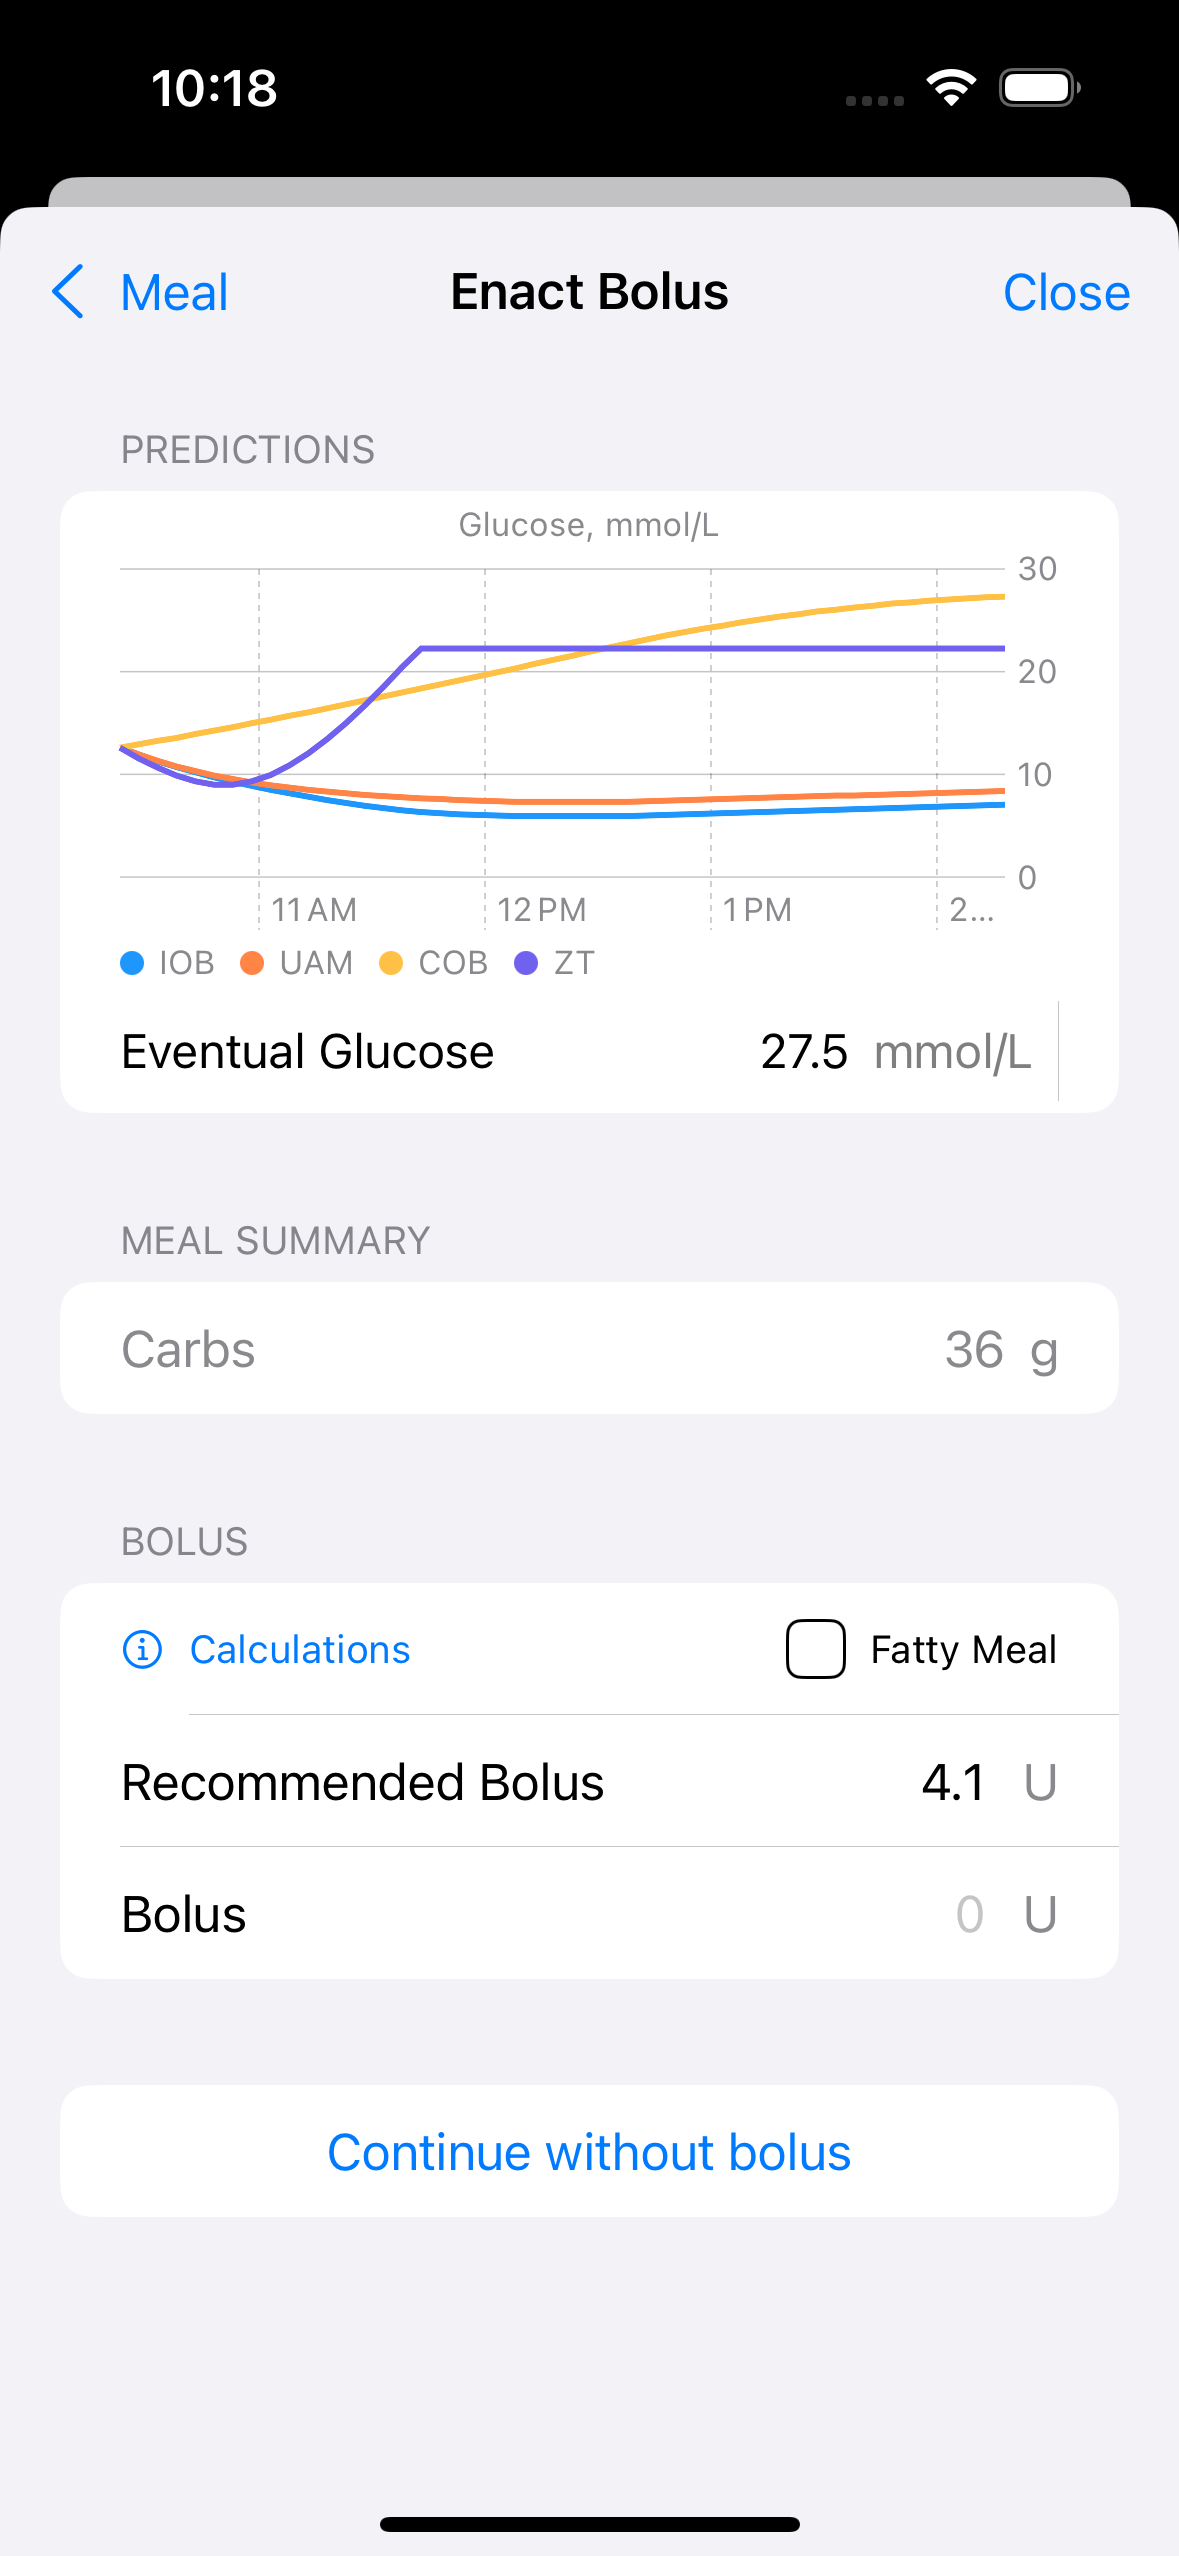 10:18
Meal Enact Bolus Close
PREDICTIONS
Glucose, mmol/L
30
20
10
0
11 AM 12 PM 1 PM 2...
IOB UAM COB ZT
Eventual Glucose 27.5 mmol/L
MEAL SUMMARY
Carbs 36 g
BOLUS
Calculations Fatty Meal
Recommended Bolus 4.1 U
Bolus 0 U
Continue without bolus